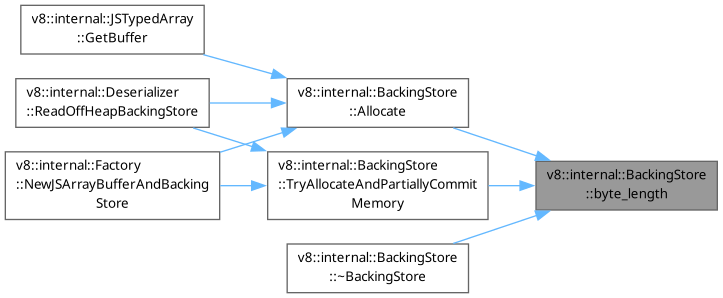 v8::internal::JSTypedArray
::GetBuffer
v8::internal::Deserializer
::ReadOffHeapBackingStore
v8::internal::BackingStore
::Allocate
v8::internal::Factory
::NewJSArrayBufferAndBacking
Store
v8::internal::BackingStore
::TryAllocateAndPartiallyCommit
Memory
v8::internal::BackingStore
::byte_length
v8::internal::BackingStore
::~BackingStore